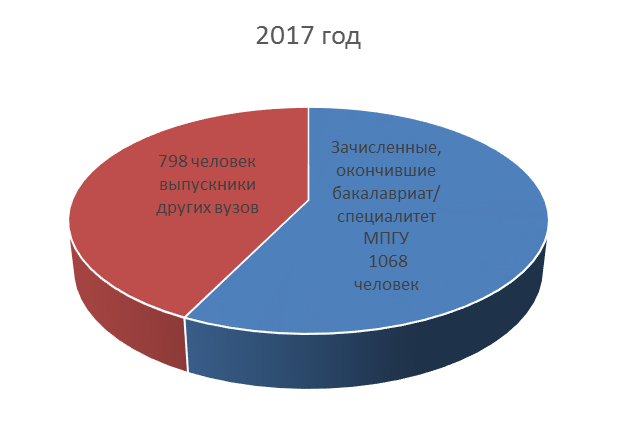 2017 год
798 человек
выпускники
других вузов
Зачисленные,
окончившие
бакалавриат/
специалитет
МПГУ
1068
человек